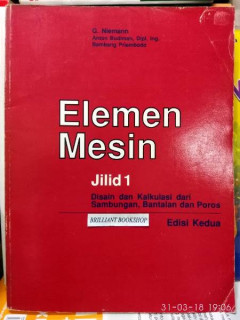 G. Niemann
Anton Budiman, Dipl. Ing.
Bambang Priambodo
Elemen
Mesin
Jilid 1
Disain dan Kalkulasi dari
Sambungan, Bantalan dan Poros
BRILLIANT BOOKSHOP
Edisi Kedua
31-03-18 19:06